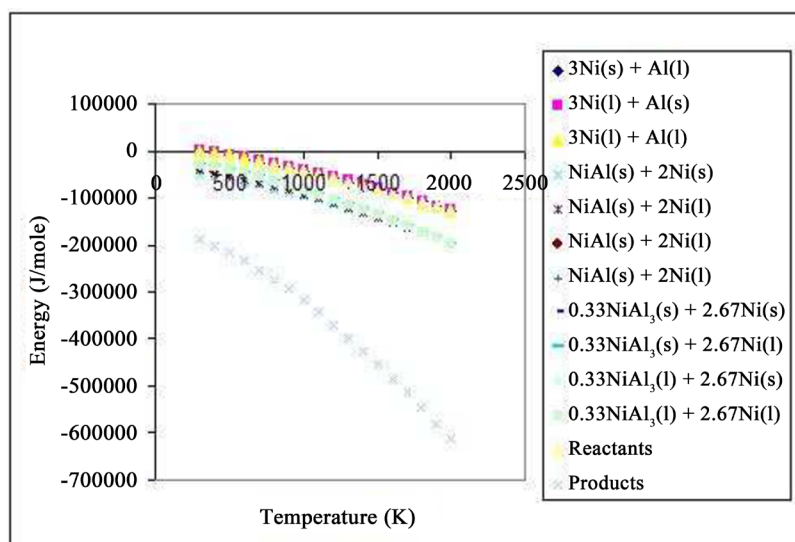 100000
0
-100000
-200000
-300000
-400000
-500000
-600000
-700000
0 500 1000 1500 2000 2500
Energy (J/mole)
Temperature (K)
3Ni(s) + Al(l)
3Ni(l) + Al(s)
3Ni(l) + Al(l)
NiAl(s) + 2Ni(s)
NiAl(s) + 2Ni(l)
NiAl(s) + 2Ni(l)
NiAl(s) + 2Ni(l)
0.33NiAl₃(s) + 2.67Ni(s)
0.33NiAl₃(s) + 2.67Ni(l)
0.33NiAl₃(l) + 2.67Ni(s)
0.33NiAl₃(l) + 2.67Ni(l)
Reactants
Products